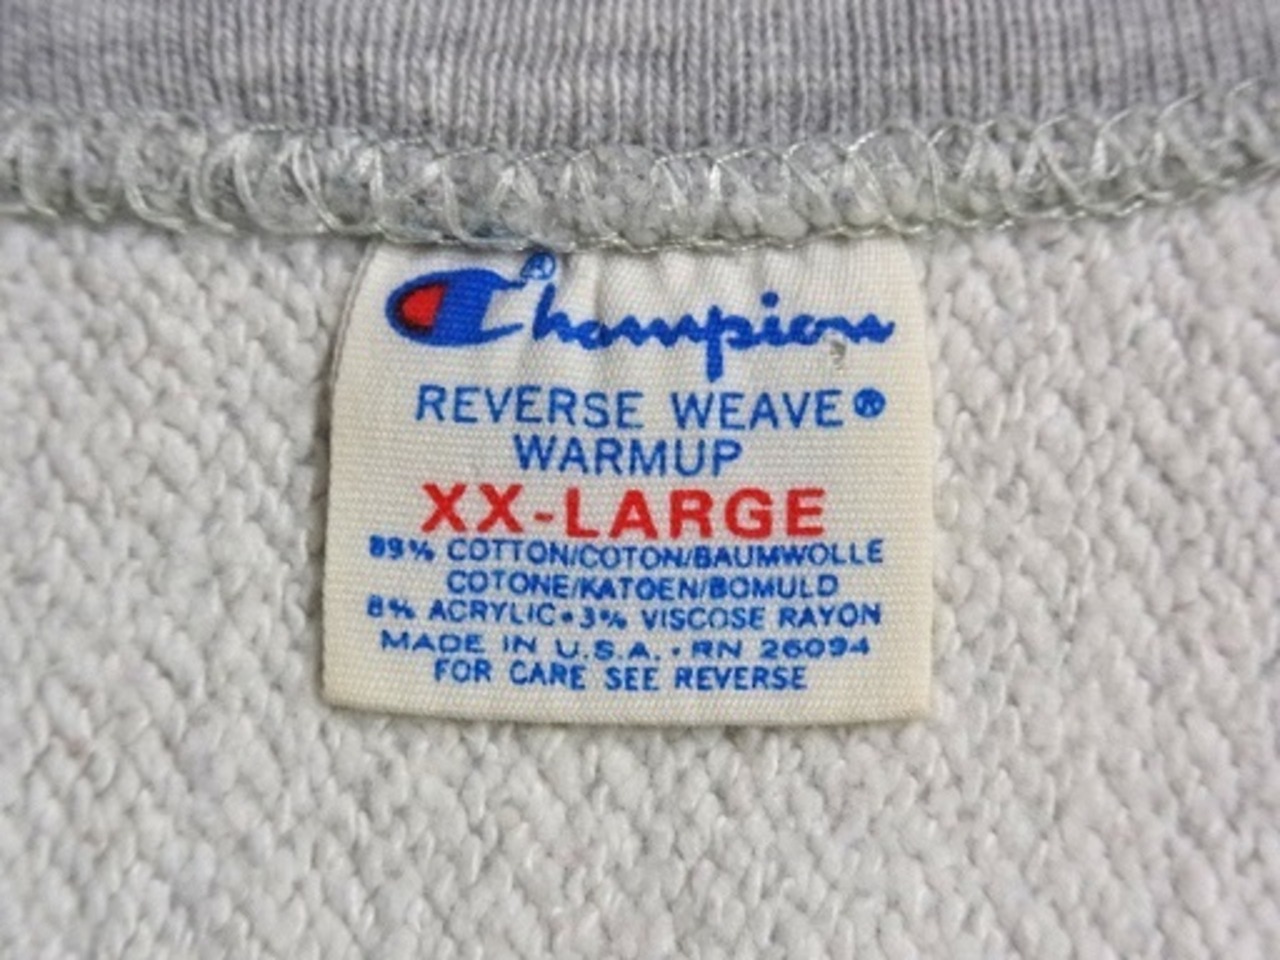 Champion®
REVERSE WEAVE®
WARMUP
XX-LARGE
89% COTTON/COTON/BAUMWOLLE
COTONE/KATOEN/BOMULD
8% ACRYLIC•3% VISCOSE RAYON
MADE IN U.S.A.•RN 26094
FOR CARE SEE REVERSE